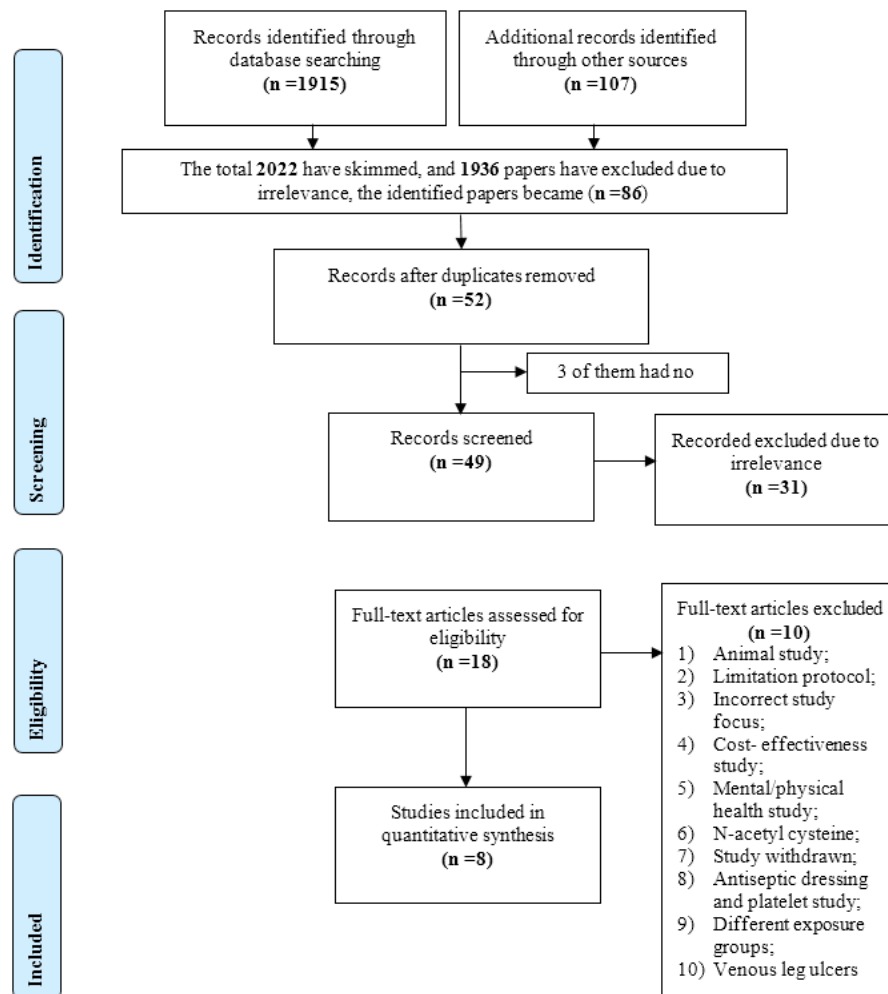 Records identified through
database searching
(n =1915)
Additional records identified
through other sources
(n =107)
Identification
The total 2022 have skimmed, and 1936 papers have excluded due to
irrelevance, the identified papers became (n =86)
Records after duplicates removed
(n =52)
Screening
3 of them had no
Records screened
(n =49)
Recorded excluded due to
irrelevance
(n =31)
Eligibility
Full-text articles assessed for
eligibility
(n =18)
Full-text articles excluded
(n =10)
1) Animal study;
2) Limitation protocol;
3) Incorrect study
focus;
4) Cost- effectiveness
study;
5) Mental/physical
health study;
6) N-acetyl cysteine;
7) Study withdrawn;
8) Antiseptic dressing
and platelet study;
9) Different exposure
groups;
10) Venous leg ulcers
Included
Studies included in
quantitative synthesis
(n =8)